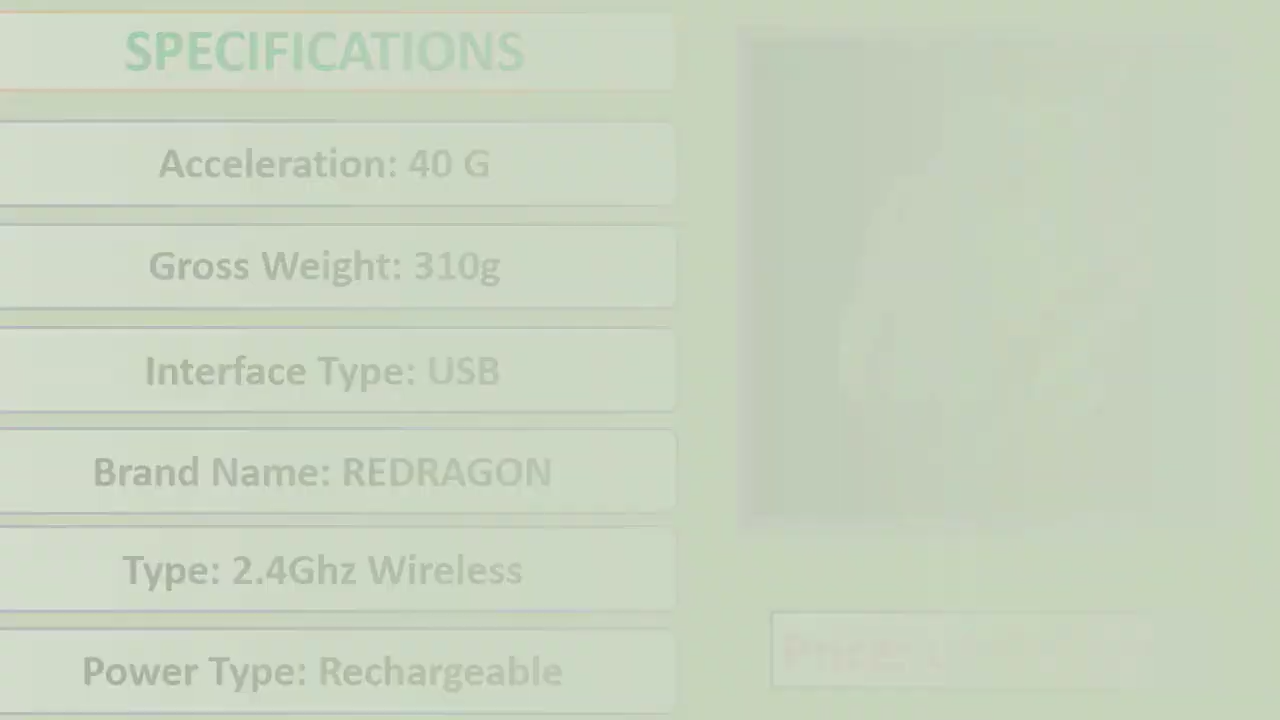 SPECIFICATIONS
Acceleration: 40 G
Gross Weight: 310g
Interface Type: USB
Brand Name: REDRAGON
Type: 2.4Ghz Wireless
Power Type: Rechargeable
Price: